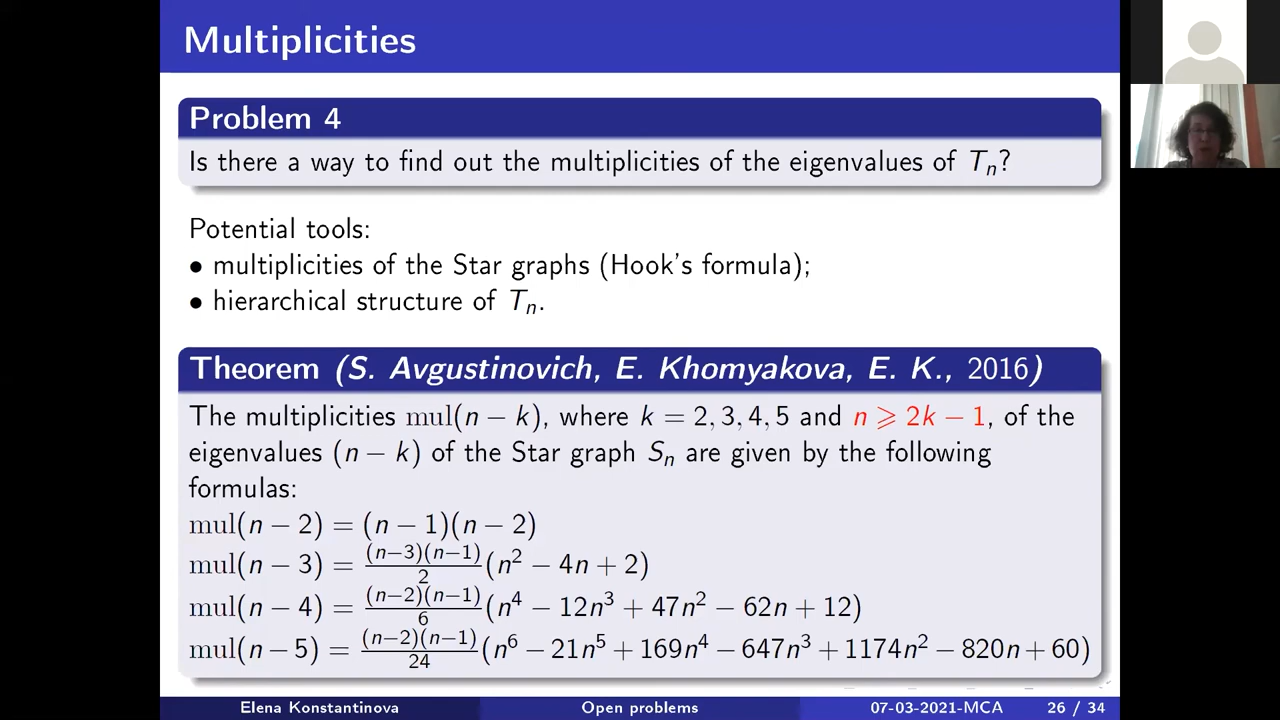 Multiplicities
Problem 4
Is there a way to find out the multiplicities of the eigenvalues of Tₙ?
Potential tools:
• multiplicities of the Star graphs (Hook's formula);
• hierarchical structure of Tₙ.
Theorem (S. Avgustinovich, E. Khomyakova, E. K., 2016)
The multiplicities mul(n − k), where k = 2, 3, 4, 5 and n ⩾ 2k − 1, of the
eigenvalues (n − k) of the Star graph Sₙ are given by the following
formulas:
mul(n − 2) = (n − 1)(n − 2)
mul(n − 3) = (n−3)(n−1)/2 (n² − 4n + 2)
mul(n − 4) = (n−2)(n−1)/6 (n⁴ − 12n³ + 47n² − 62n + 12)
mul(n − 5) = (n−2)(n−1)/24 (n⁶ − 21n⁵ + 169n⁴ − 647n³ + 1174n² − 820n + 60)
Elena Konstantinova Open problems 07-03-2021-MCA 26 / 34